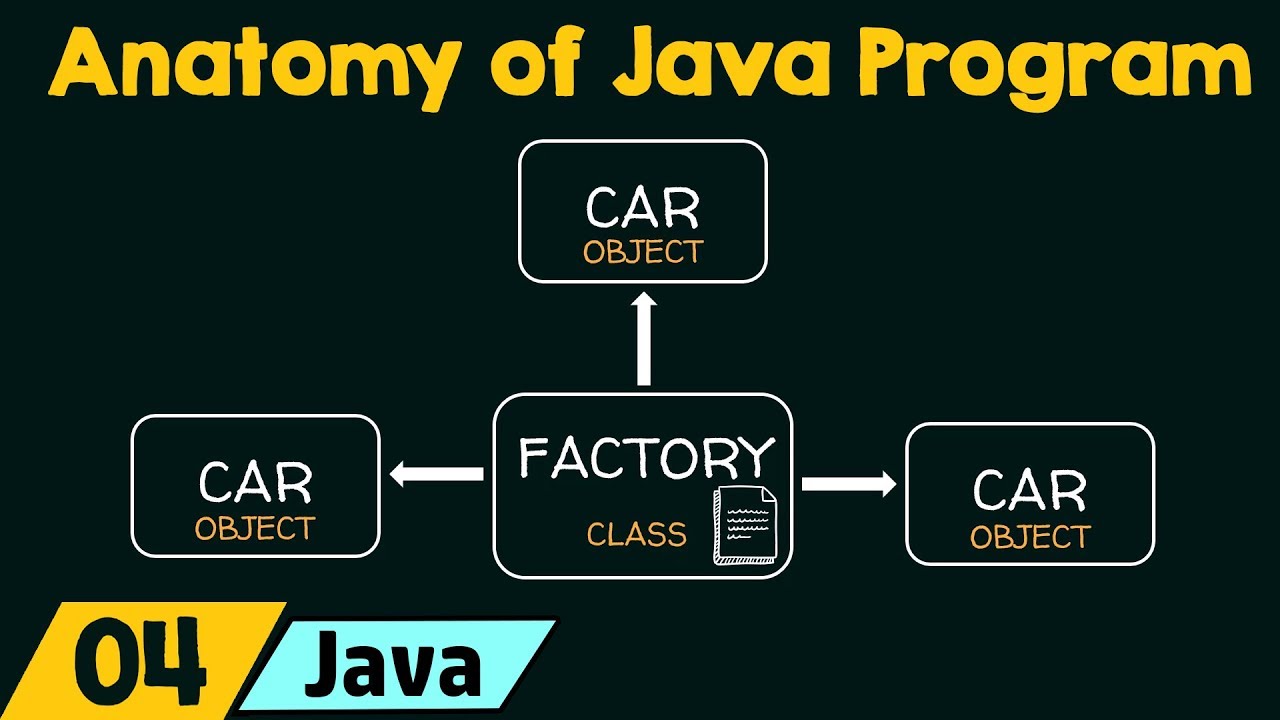 Anatomy of Java Program
CAR
OBJECT
FACTORY
CLASS
CAR
OBJECT
CAR
OBJECT
04
Java